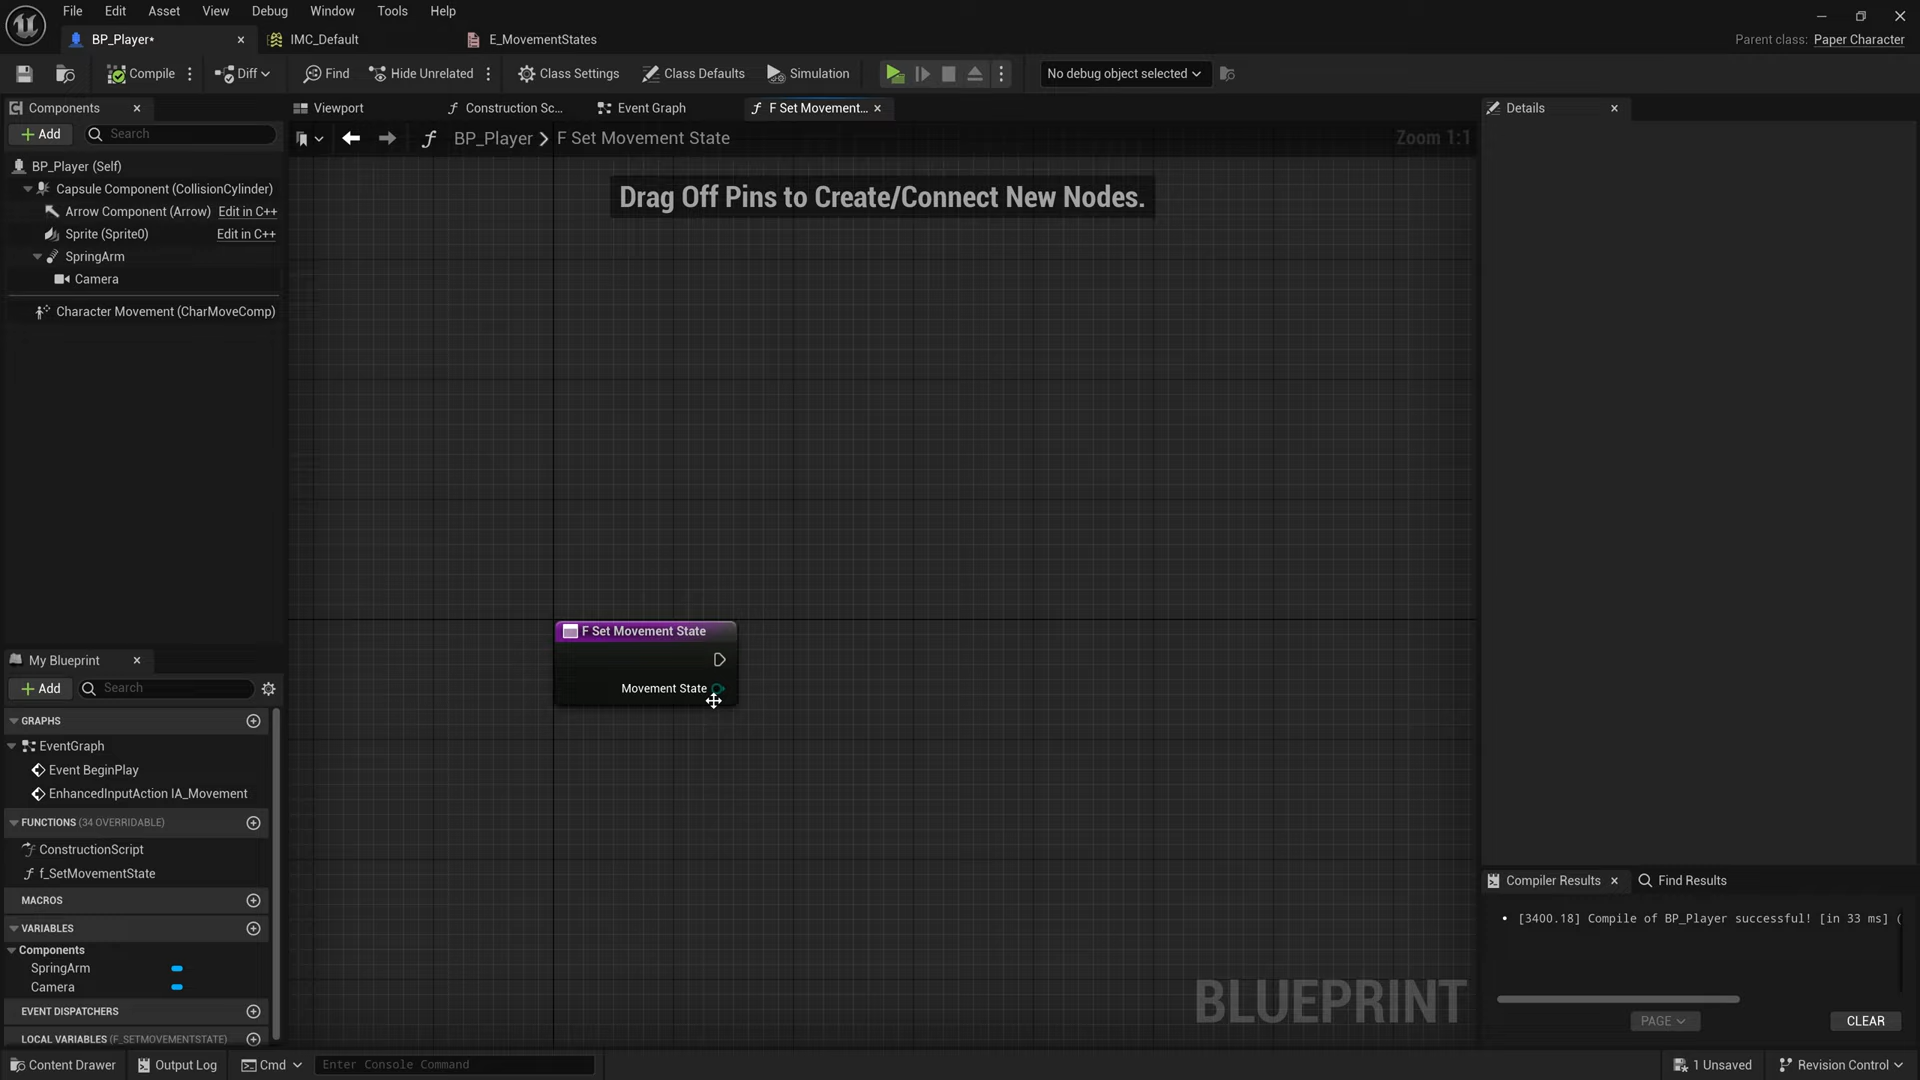 File Edit Asset View Debug Window Tools Help
BP_Player* IMC_Default E_MovementStates
Parent class: Paper Character
Compile Diff Find Hide Unrelated Class Settings Class Defaults Simulation No debug object selected
Components
Add Search
BP_Player (Self)
Capsule Component (CollisionCylinder)
Arrow Component (Arrow) Edit in C++
Sprite (Sprite0) Edit in C++
SpringArm
Camera
Character Movement (CharMoveComp)
Viewport Construction Sc... Event Graph F Set Movement...
BP_Player F Set Movement State
Zoom 1:1
Drag Off Pins to Create/Connect New Nodes.
F Set Movement State
Movement State
BLUEPRINT
My Blueprint
Add Search
GRAPHS
EventGraph
Event BeginPlay
EnhancedInputAction IA_Movement
FUNCTIONS (34 OVERRIDABLE)
ConstructionScript
f_SetMovementState
MACROS
VARIABLES
Components
SpringArm
Camera
EVENT DISPATCHERS
LOCAL VARIABLES (F_SETMOVEMENTSTATE)
Details
Compiler Results Find Results
• [3400.18] Compile of BP_Player successful! [in 33 ms] (
PAGE CLEAR
Content Drawer Output Log Cmd Enter Console Command
1 Unsaved Revision Control